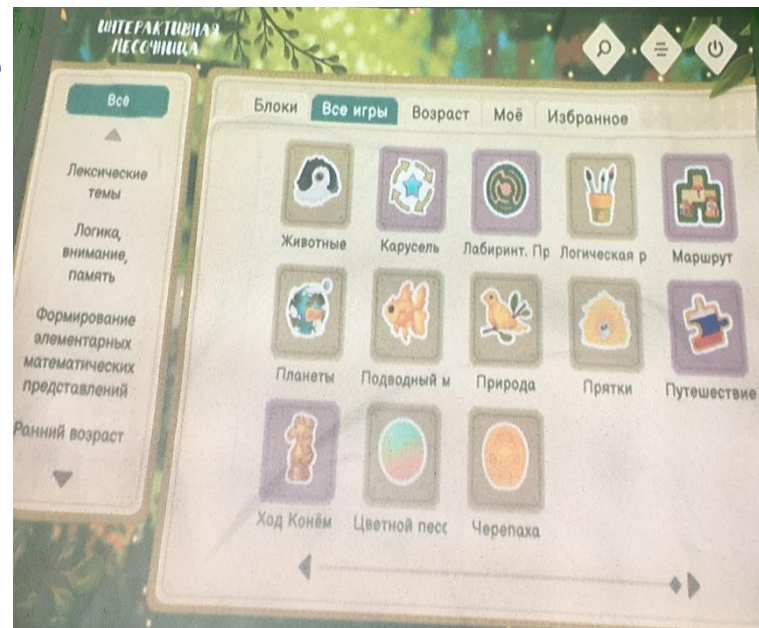 ИНТЕРАКТИВНАЯ
ПЕСОЧНИЦА
Всё
Лексические
темы
Логика,
внимание,
память
Формирование
элементарных
математических
представлений
Ранний возраст
Блоки Все игры Возраст Моё Избранное
Животные Карусель Лабиринт. Пр Логическая р Маршрут
Планеты Подводный м Природа Прятки Путешествие
Ход Конём Цветной песс Черепаха